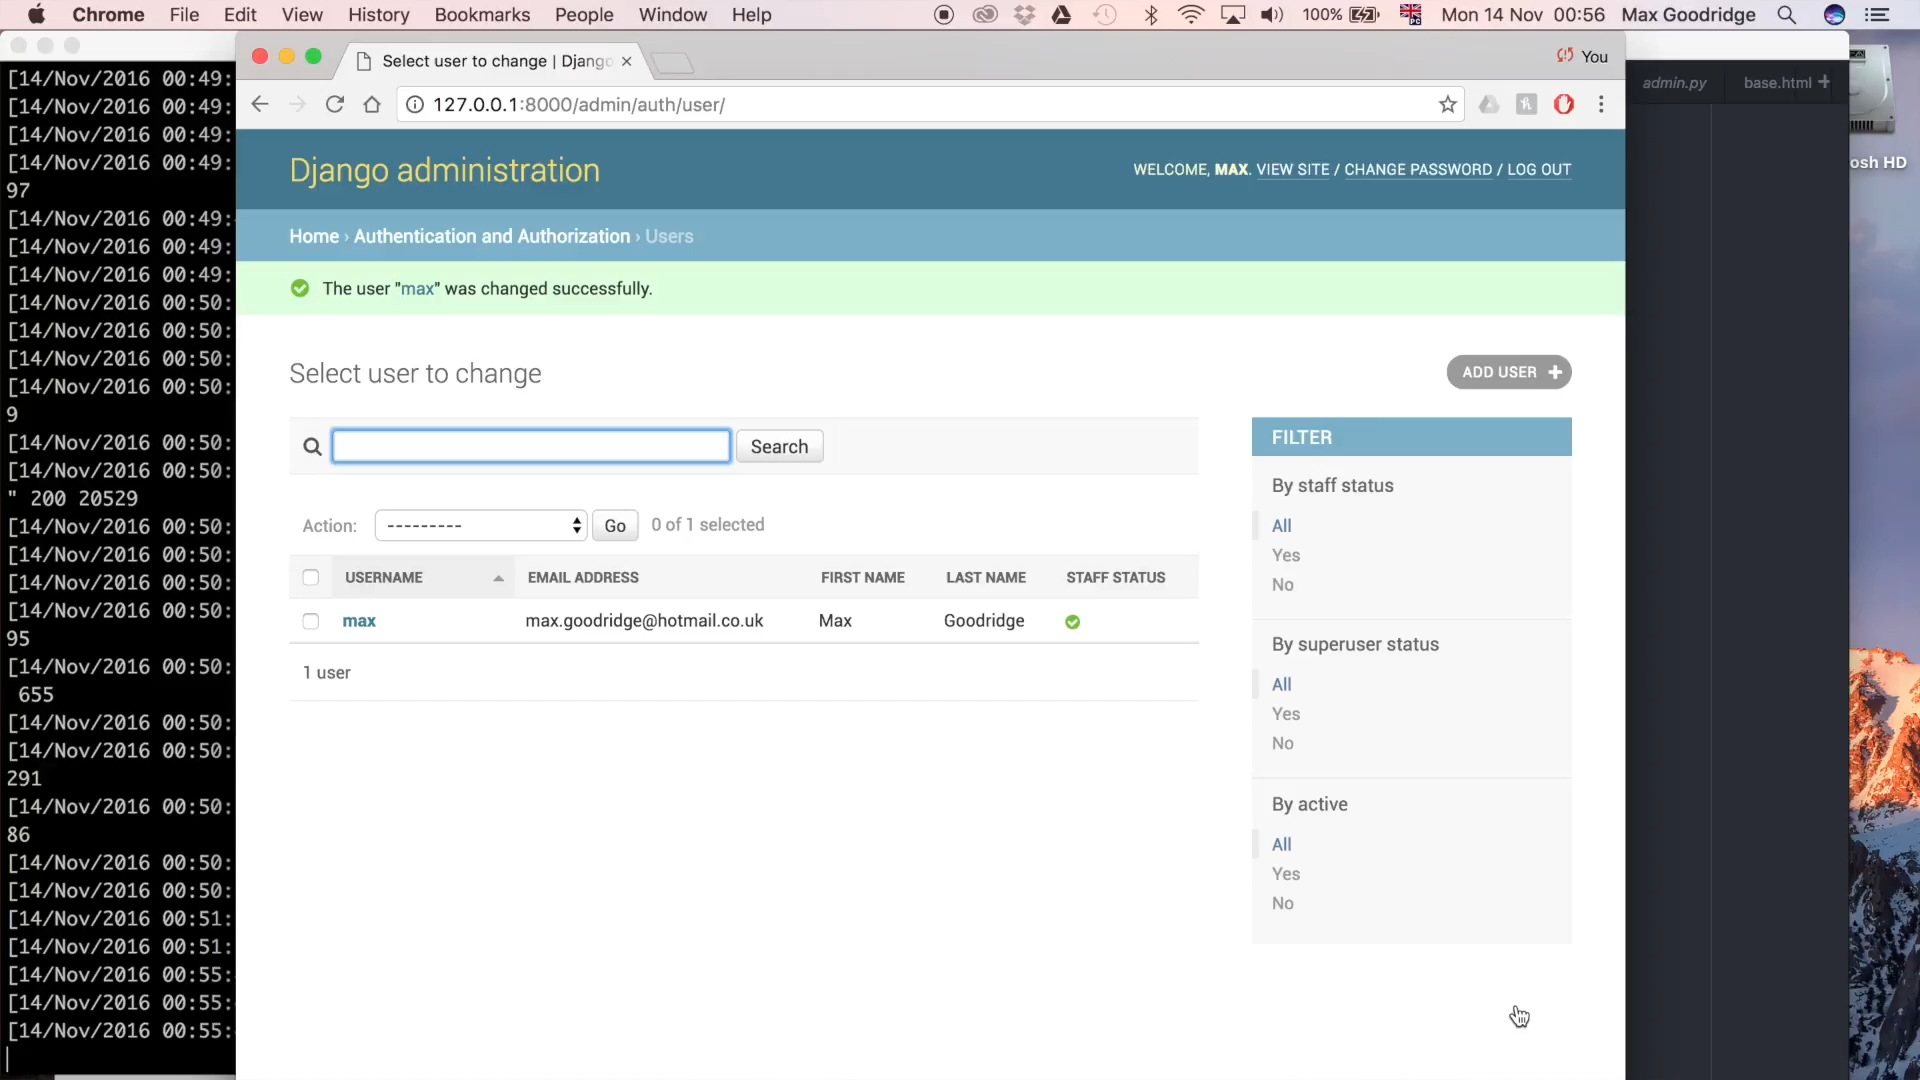 Chrome File Edit View History Bookmarks People Window Help 100% Mon 14 Nov 00:56 Max Goodridge
Select user to change | Django
You
127.0.0.1:8000/admin/auth/user/
admin.py base.html
osh HD
Django administration
WELCOME, MAX. VIEW SITE / CHANGE PASSWORD / LOG OUT
Home › Authentication and Authorization › Users
The user "max" was changed successfully.
Select user to change
ADD USER +
Search
Action: --------- Go 0 of 1 selected
USERNAME EMAIL ADDRESS FIRST NAME LAST NAME STAFF STATUS
max max.goodridge@hotmail.co.uk Max Goodridge
1 user
FILTER
By staff status
All
Yes
No
By superuser status
All
Yes
No
By active
All
Yes
No
[14/Nov/2016 00:49:
[14/Nov/2016 00:49:
[14/Nov/2016 00:49:
[14/Nov/2016 00:49:
97
[14/Nov/2016 00:49:
[14/Nov/2016 00:49:
[14/Nov/2016 00:49:
[14/Nov/2016 00:50:
[14/Nov/2016 00:50:
[14/Nov/2016 00:50:
[14/Nov/2016 00:50:
9
[14/Nov/2016 00:50:
[14/Nov/2016 00:50:
" 200 20529
[14/Nov/2016 00:50:
[14/Nov/2016 00:50:
[14/Nov/2016 00:50:
[14/Nov/2016 00:50:
95
[14/Nov/2016 00:50:
655
[14/Nov/2016 00:50:
[14/Nov/2016 00:50:
291
[14/Nov/2016 00:50:
86
[14/Nov/2016 00:50:
[14/Nov/2016 00:50:
[14/Nov/2016 00:51:
[14/Nov/2016 00:51:
[14/Nov/2016 00:55:
[14/Nov/2016 00:55:
[14/Nov/2016 00:55: